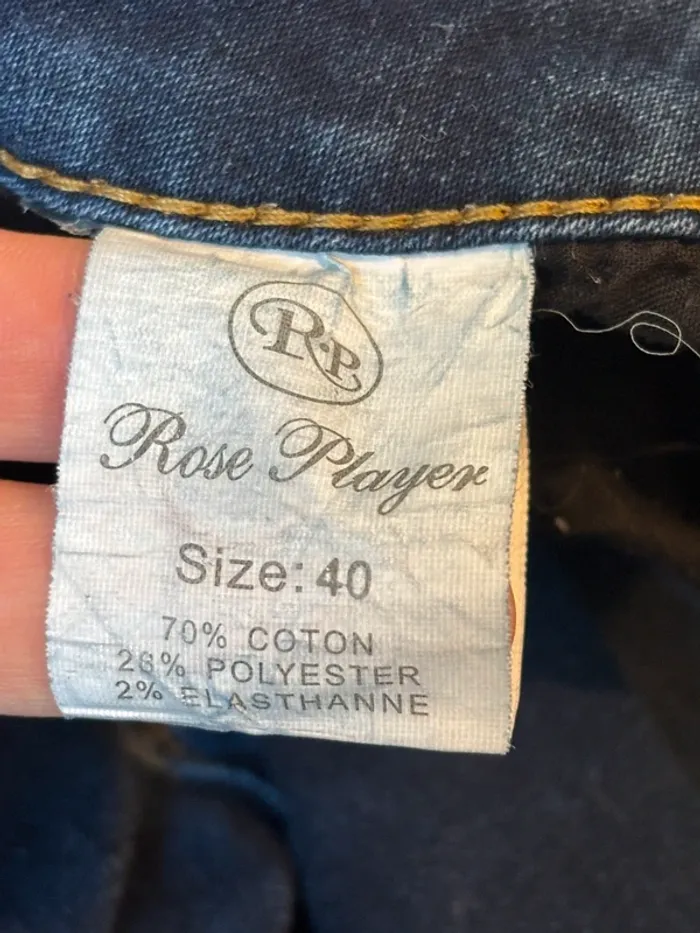 R.P
Rose Player
Size: 40
70% COTON
28% POLYESTER
2% ELASTHANNE